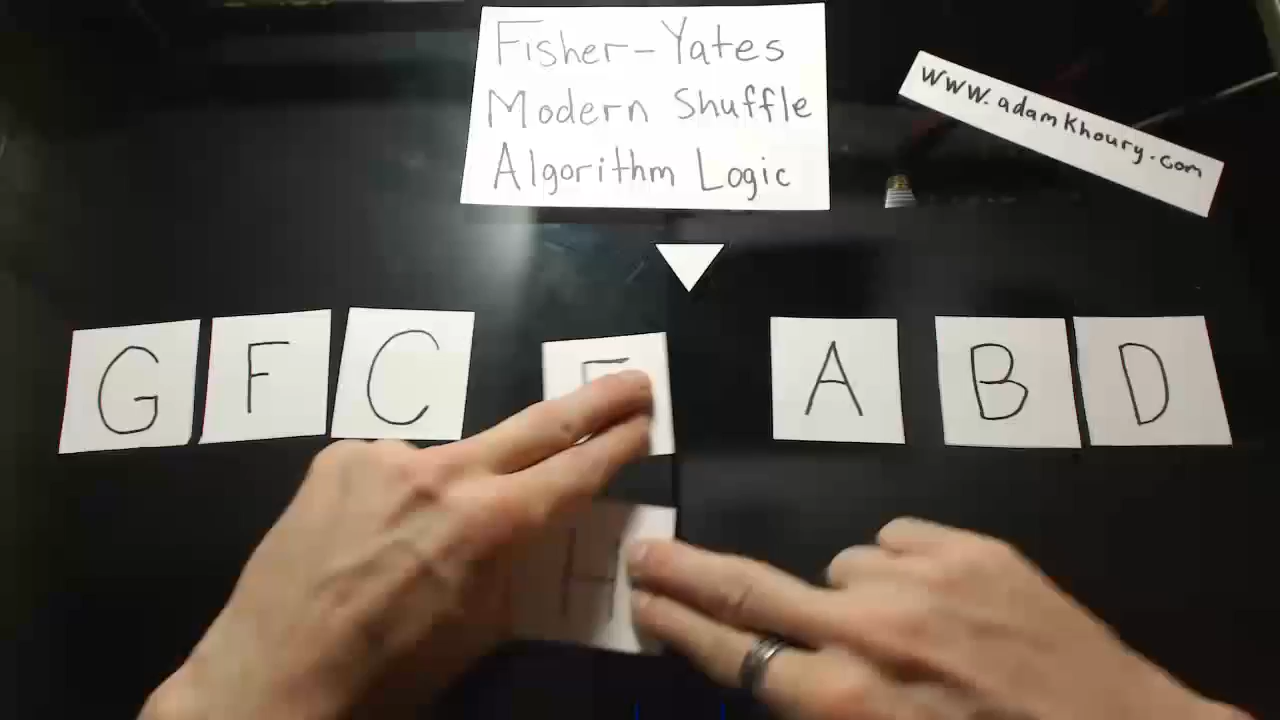 Fisher-Yates
Modern Shuffle
Algorithm Logic
www.adamkhoury.com
G F C E A B D
H